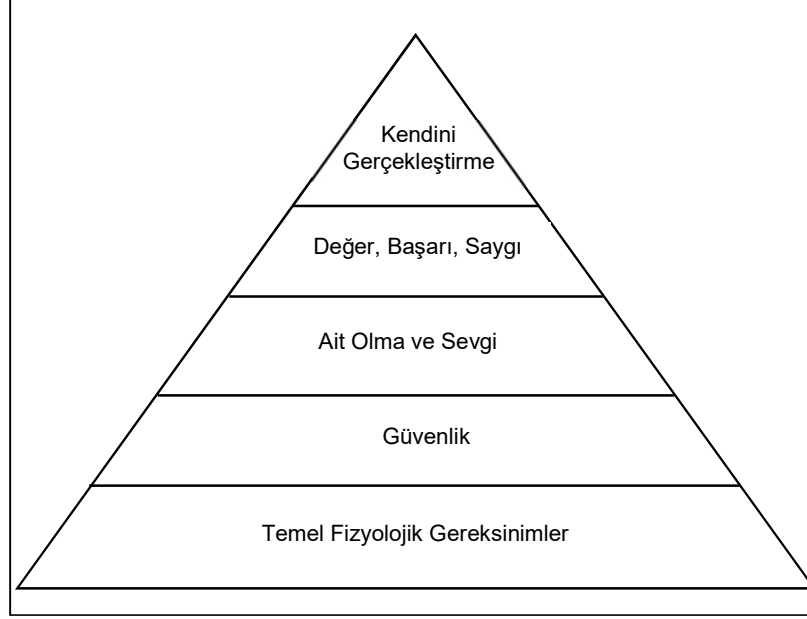 Kendini
Gerçekleştirme
Değer, Başarı, Saygı
Ait Olma ve Sevgi
Güvenlik
Temel Fizyolojik Gereksinimler